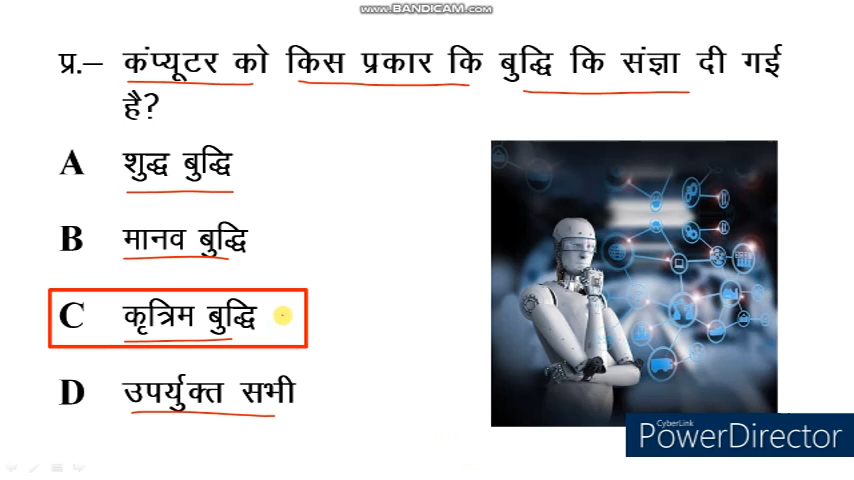 www.BANDICAM.com
प्र.– कंप्यूटर को किस प्रकार कि बुद्धि कि संज्ञा दी गई
है?
A शुद्ध बुद्धि
B मानव बुद्धि
C कृत्रिम बुद्धि
D उपर्युक्त सभी
CyberLink
PowerDirector